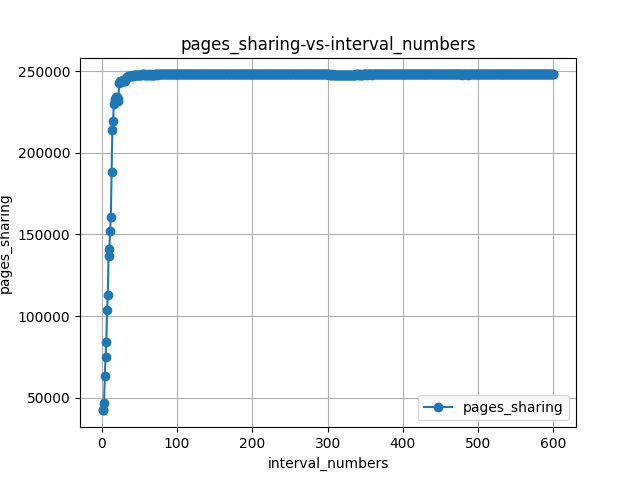 pages_sharing-vs-interval_numbers
250000
200000
150000
100000
50000
pages_sharing
pages_sharing
0 100 200 300 400 500 600
interval_numbers